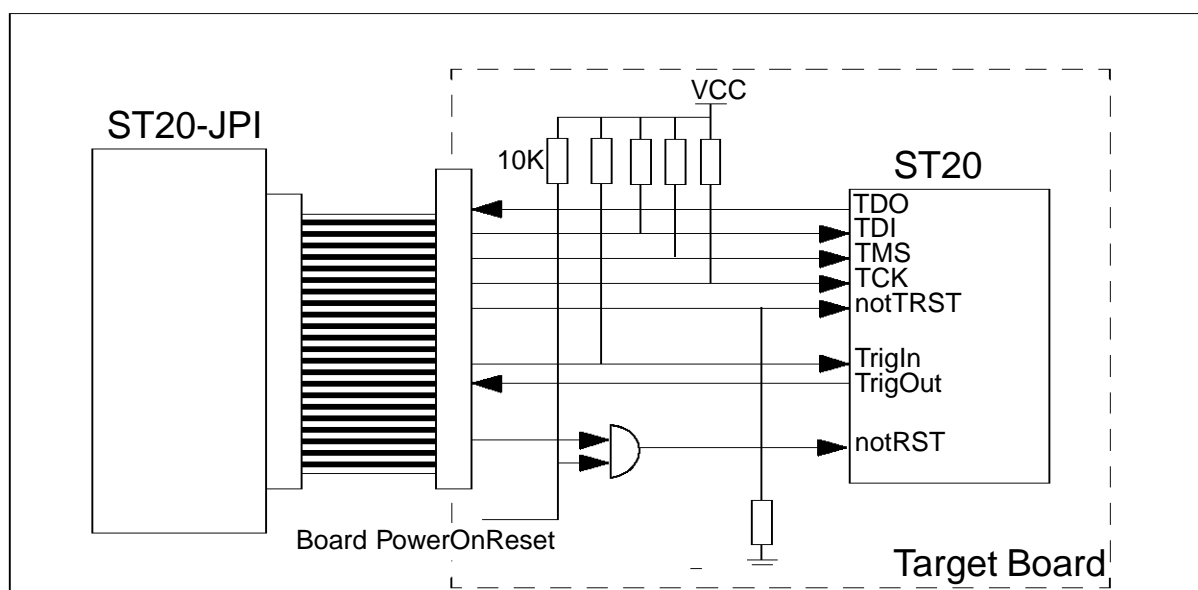 VCC
ST20-JPI
10K
ST20
TDO
TDI
TMS
TCK
notTRST
TrigIn
TrigOut
notRST
Board PowerOnReset
Target Board